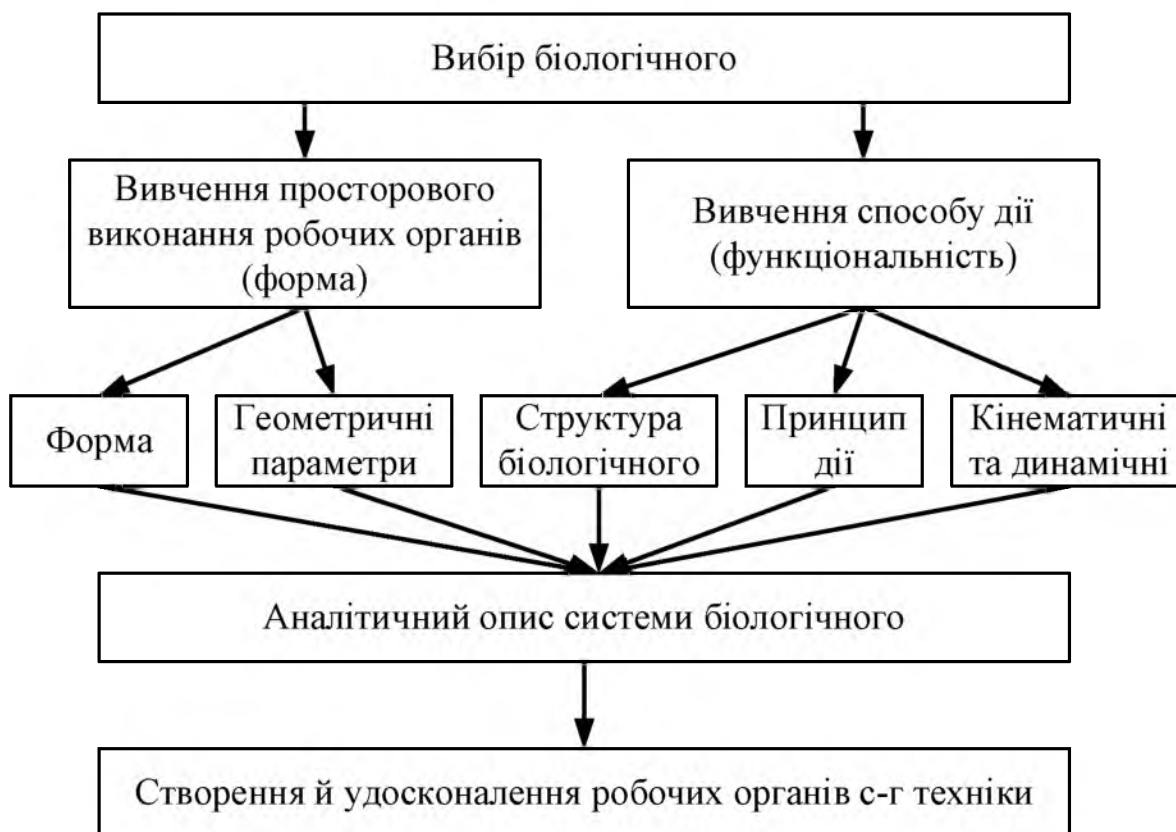 Вибір біологічного
Вивчення просторового
виконання робочих органів
(форма)
Вивчення способу дії
(функціональність)
Форма
Геометричні
параметри
Структура
біологічного
Принцип
дії
Кінематичні
та динамічні
Аналітичний опис системи біологічного
Створення й удосконалення робочих органів с-г техніки